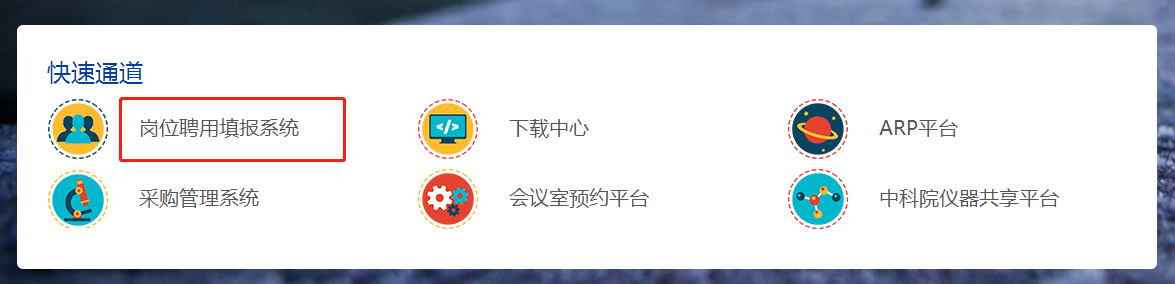 快速通道
岗位聘用填报系统
下载中心
ARP平台
采购管理系统
会议室预约平台
中科院仪器共享平台